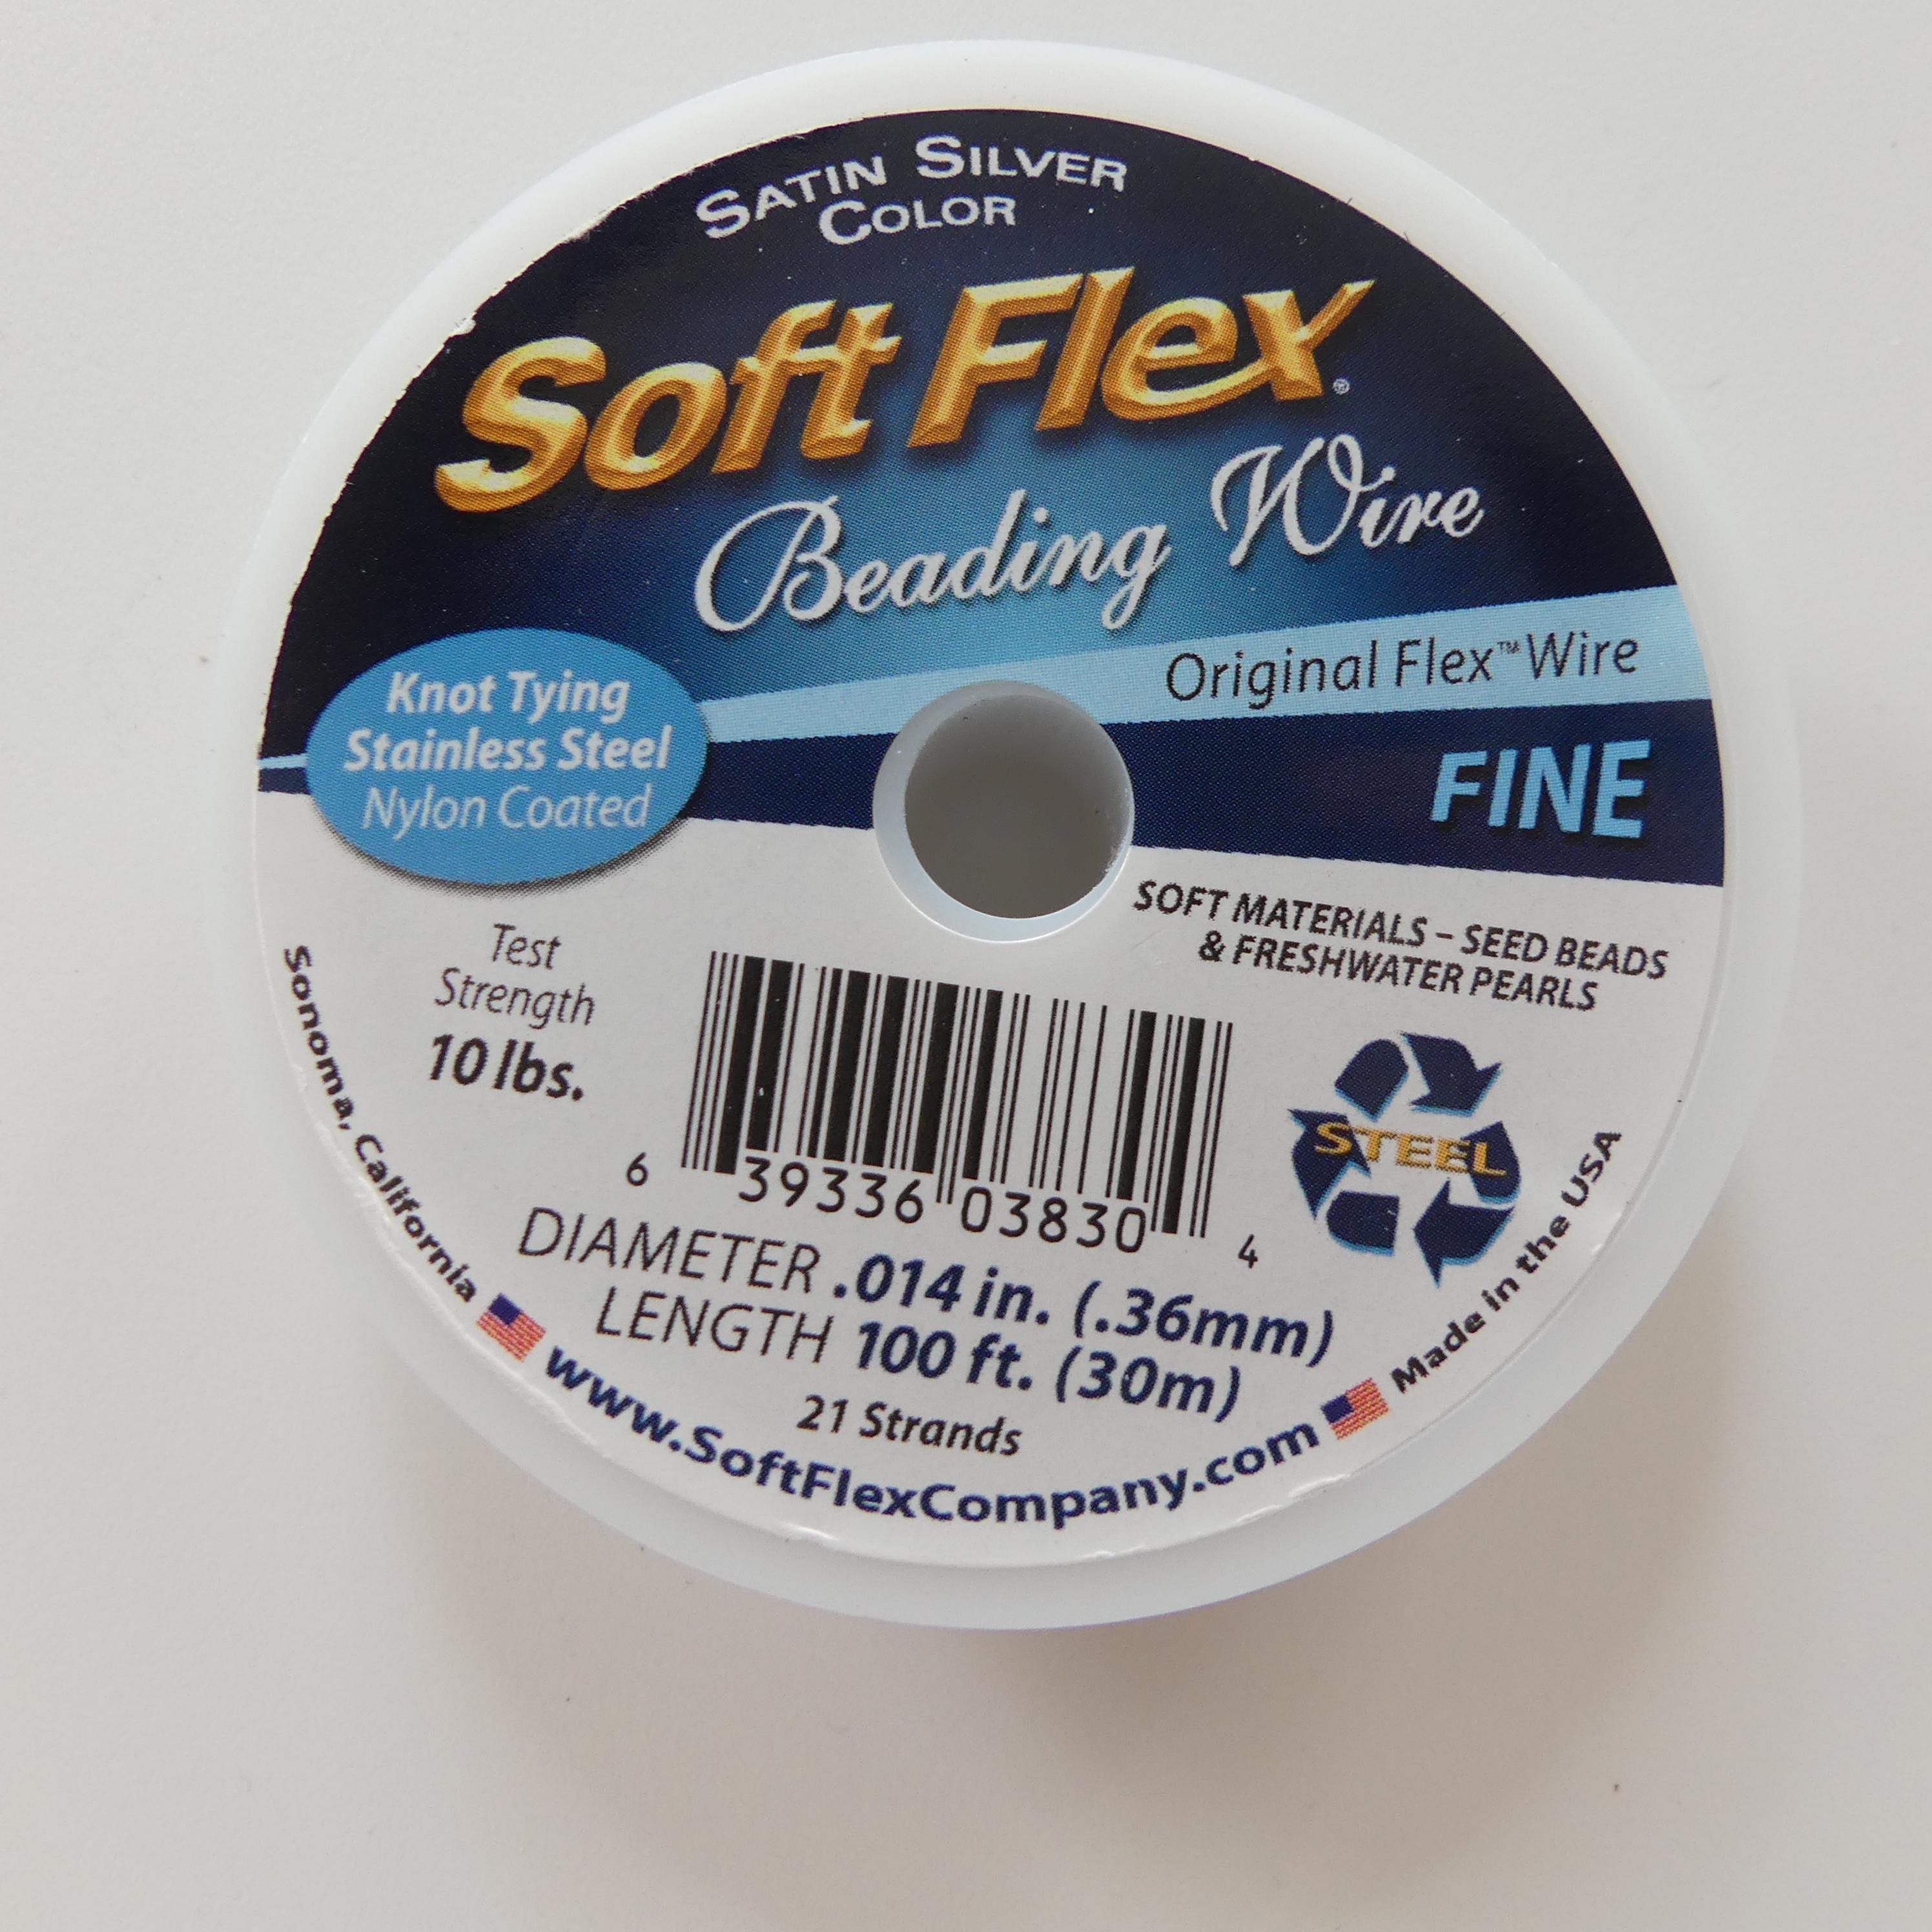 SATIN SILVER
COLOR
Soft Flex®
Beading Wire
Original Flex™ Wire
FINE
Knot Tying
Stainless Steel
Nylon Coated
SOFT MATERIALS – SEED BEADS
& FRESHWATER PEARLS
Test
Strength
10 lbs.
STEEL
6 39336 03830 4
DIAMETER .014 in. (.36mm)
LENGTH 100 ft. (30m)
21 Strands
Sonoma, California
www.SoftFlexCompany.com
Made in the USA